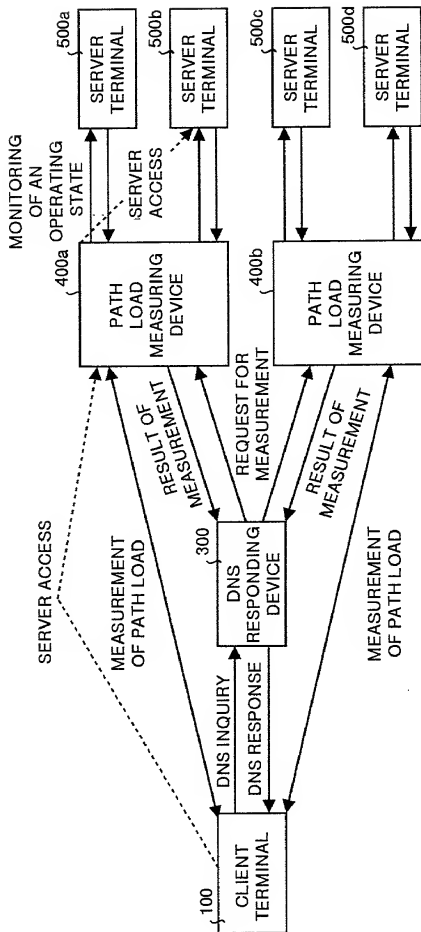 SERVER ACCESS
MEASUREMENT
OF PATH LOAD
100
CLIENT
TERMINAL
DNS INQUIRY
DNS RESPONSE
300
DNS
RESPONDING
DEVICE
RESULT OF
MEASUREMENT
REQUEST FOR
MEASUREMENT
RESULT OF
MEASUREMENT
MEASUREMENT
OF PATH LOAD
MONITORING
OF AN
OPERATING
STATE
400a
PATH
LOAD
MEASURING
DEVICE
SERVER
ACCESS
400b
PATH
LOAD
MEASURING
DEVICE
500a
SERVER
TERMINAL
500b
SERVER
TERMINAL
500c
SERVER
TERMINAL
500d
SERVER
TERMINAL